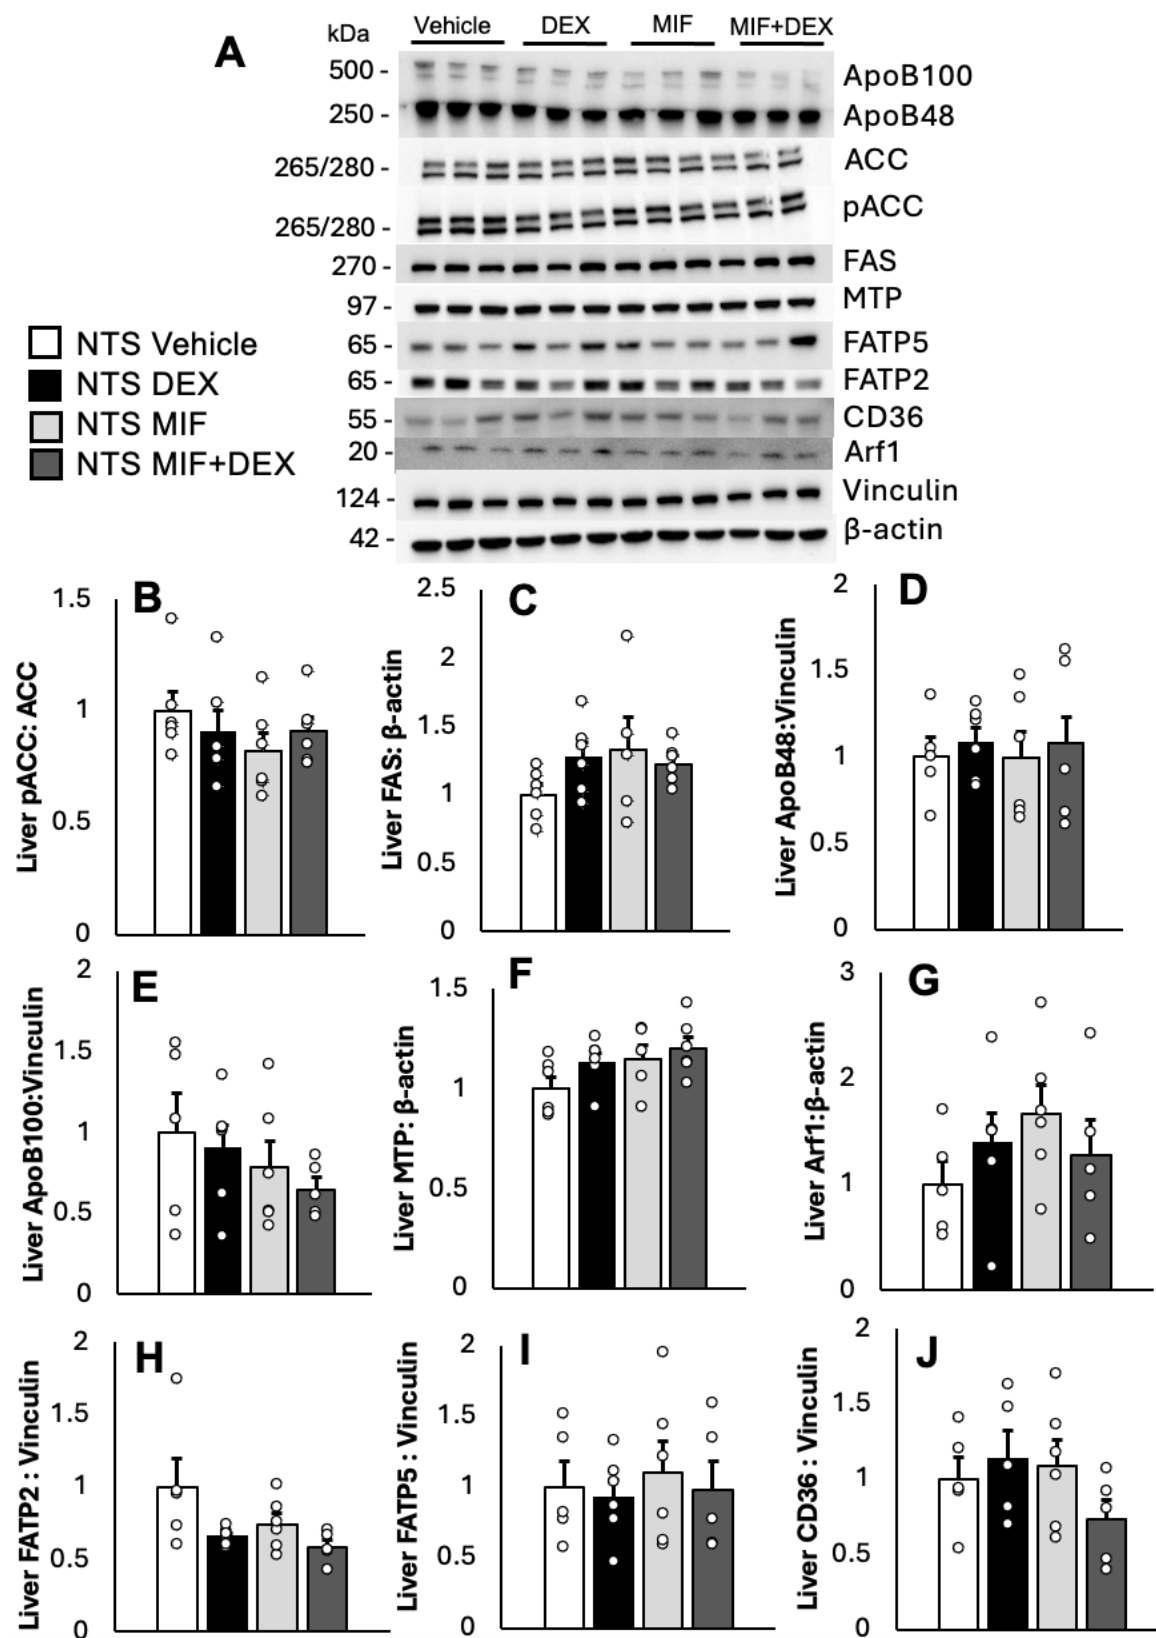 A
kDa
Vehicle
DEX
MIF
MIF+DEX
500 -
ApoB100
250 -
ApoB48
265/280 -
ACC
265/280 -
pACC
270 -
FAS
97 -
MTP
65 -
FATP5
65 -
FATP2
55 -
CD36
20 -
Arf1
124 -
Vinculin
42 -
β-actin
NTS Vehicle
NTS DEX
NTS MIF
NTS MIF+DEX
B
Liver pACC: ACC
1.5
1
0.5
0
C
Liver FAS: β-actin
2.5
2
1.5
1
0.5
0
D
Liver ApoB48:Vinculin
2
1.5
1
0.5
0
E
Liver ApoB100:Vinculin
2
1.5
1
0.5
0
F
Liver MTP: β-actin
1.5
1
0.5
0
G
Liver Arf1:β-actin
3
2
1
0
H
Liver FATP2 : Vinculin
2
1.5
1
0.5
0
I
Liver FATP5 : Vinculin
2
1.5
1
0.5
0
J
Liver CD36 : Vinculin
2
1.5
1
0.5
0